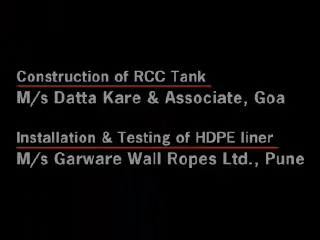 Construction of RCC Tank
M/s Datta Kare & Associate, Goa
Installation & Testing of HDPE liner
M/s Garware Wall Ropes Ltd., Pune